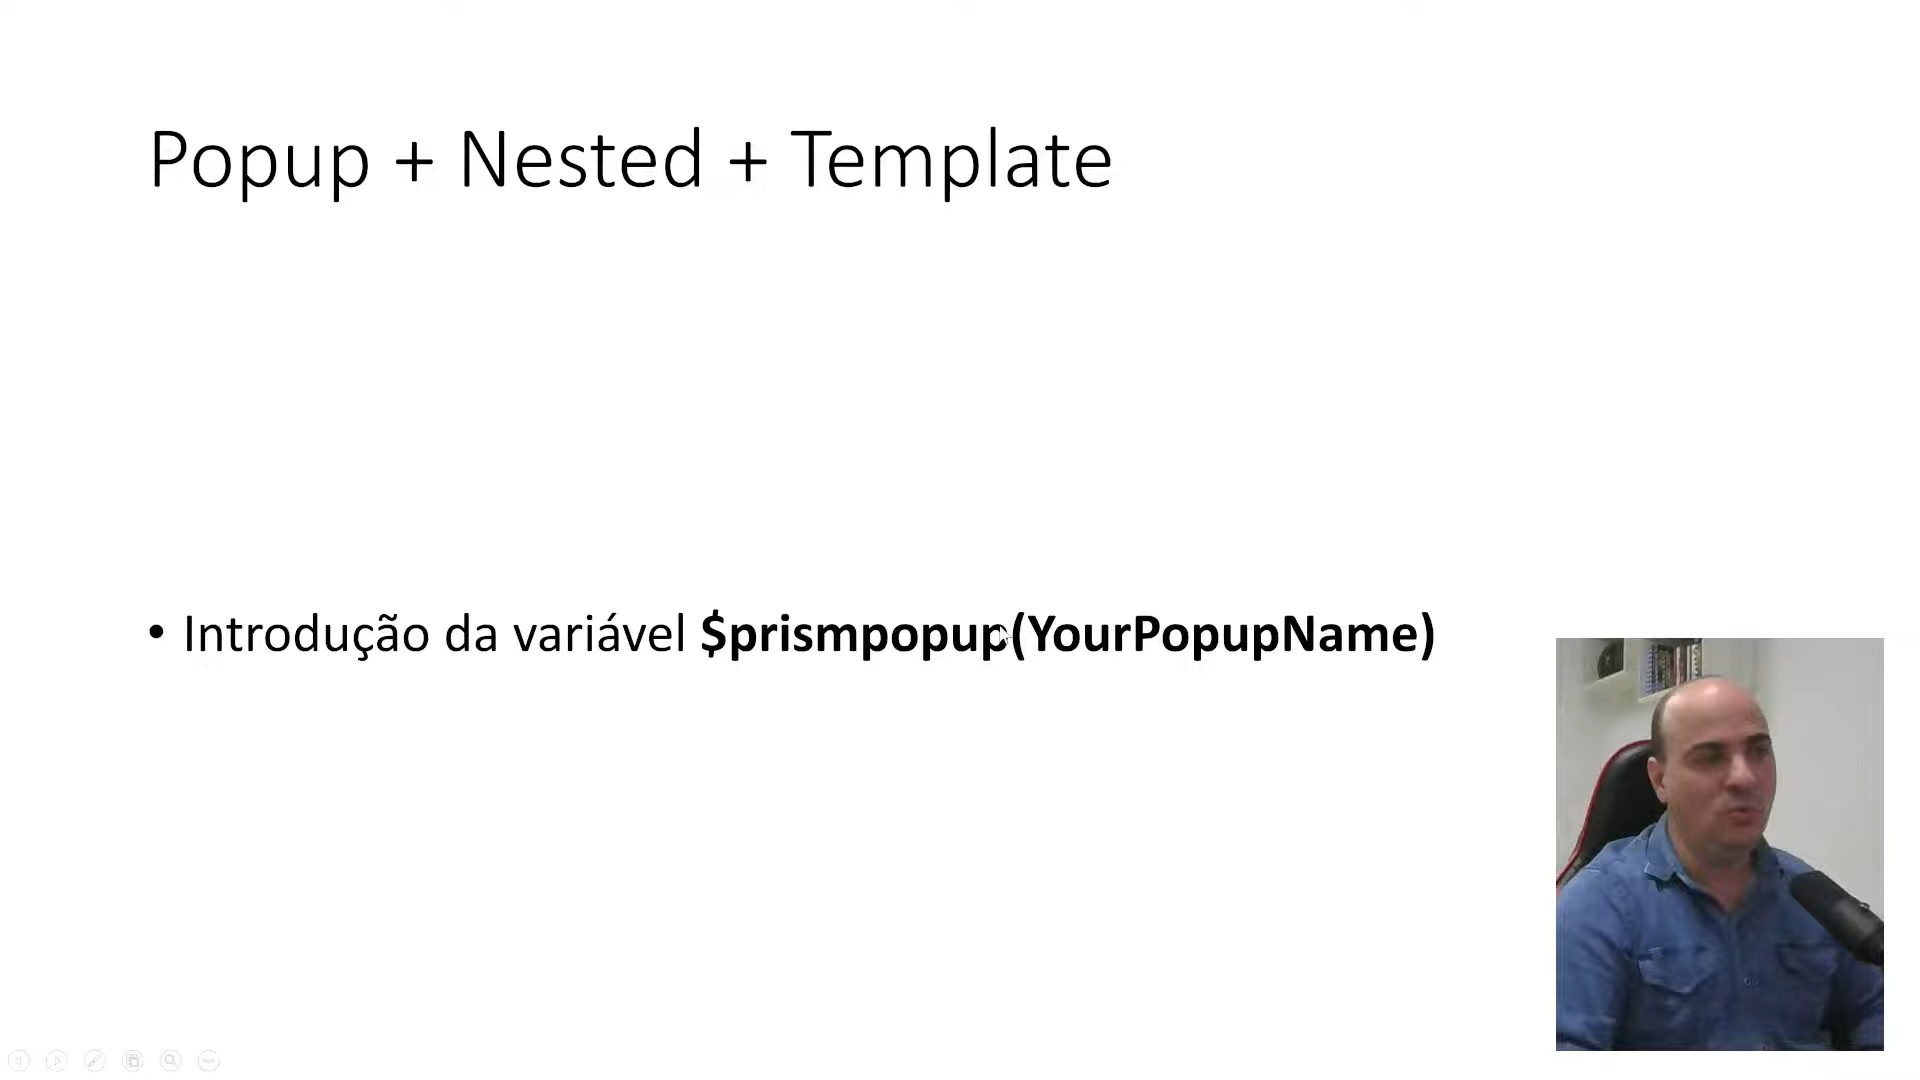 Popup + Nested + Template
• Introdução da variável $prismpopup(YourPopupName)